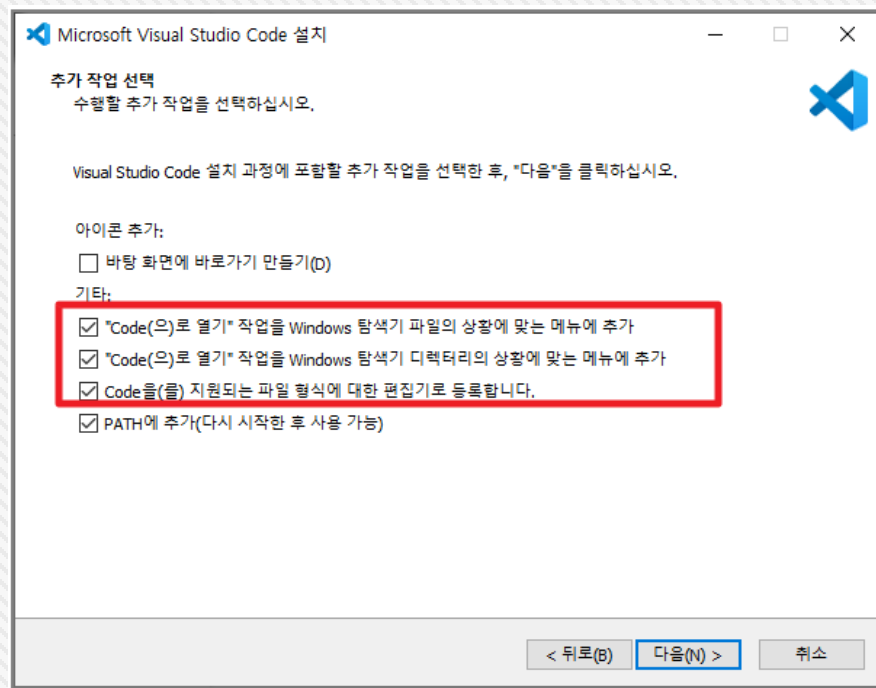 Microsoft Visual Studio Code 설치
추가 작업 선택
수행할 추가 작업을 선택하십시오.
Visual Studio Code 설치 과정에 포함할 추가 작업을 선택한 후, "다음"을 클릭하십시오.
아이콘 추가:
바탕 화면에 바로가기 만들기(D)
기타:
"Code(으)로 열기" 작업을 Windows 탐색기 파일의 상황에 맞는 메뉴에 추가
"Code(으)로 열기" 작업을 Windows 탐색기 디렉터리의 상황에 맞는 메뉴에 추가
Code을(를) 지원되는 파일 형식에 대한 편집기로 등록합니다.
PATH에 추가(다시 시작한 후 사용 가능)
< 뒤로(B) 다음(N) > 취소